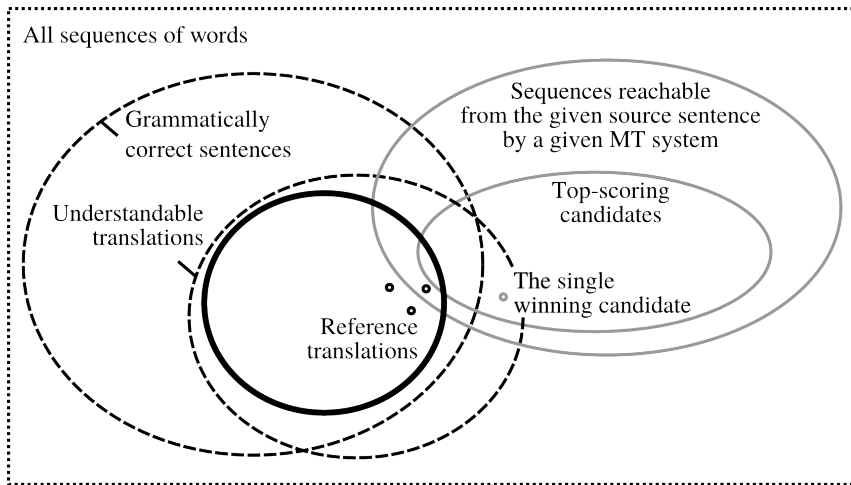 All sequences of words
Grammatically
correct sentences
Sequences reachable
from the given source sentence
by a given MT system
Top-scoring
candidates
Understandable
translations
The single
winning candidate
Reference
translations